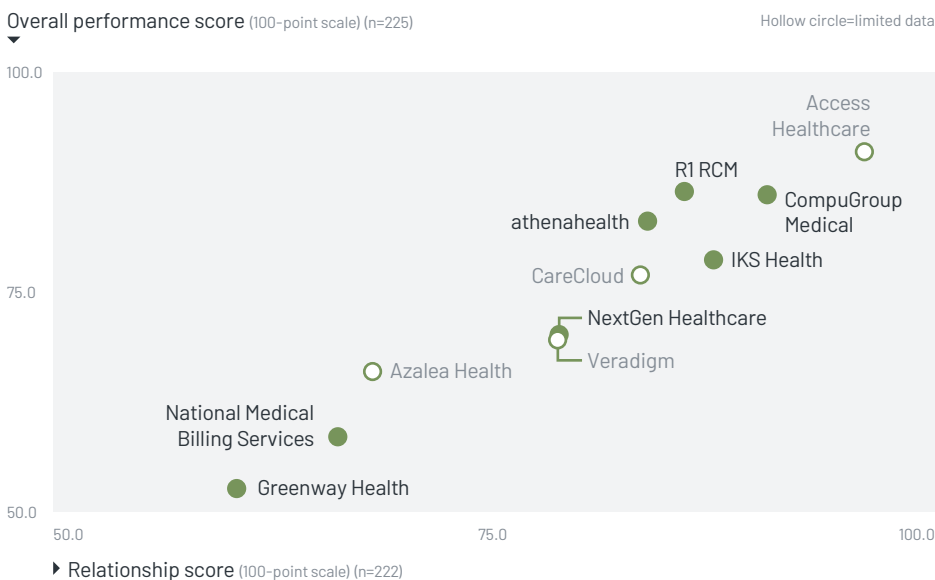 Overall performance score (100-point scale) (n=225)
Hollow circle=limited data
100.0
Access
Healthcare
R1 RCM
CompuGroup
Medical
athenahealth
IKS Health
CareCloud
75.0
NextGen Healthcare
Veradigm
Azalea Health
National Medical
Billing Services
Greenway Health
50.0
50.0
75.0
100.0
Relationship score (100-point scale) (n=222)